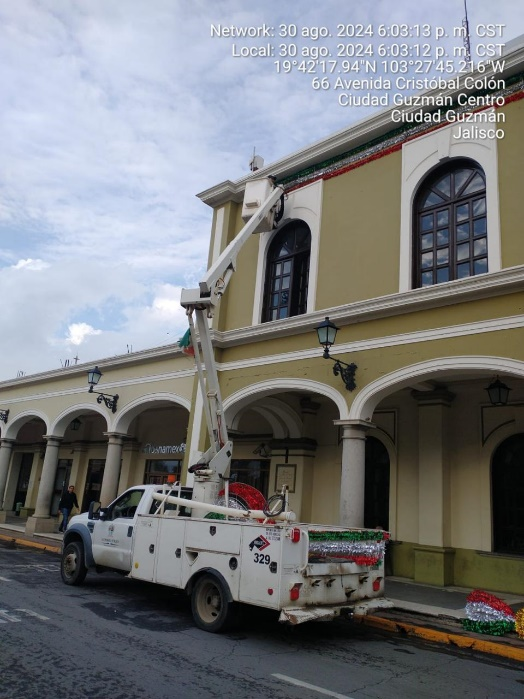 Network: 30 ago. 2024 6:03:13 p. m. CST
Local: 30 ago. 2024 6:03:12 p. m. CST
19°42'17.94"N 103°27'45.216"W
66 Avenida Cristóbal Colón
Ciudad Guzmán Centro
Ciudad Guzmán
Jalisco
329